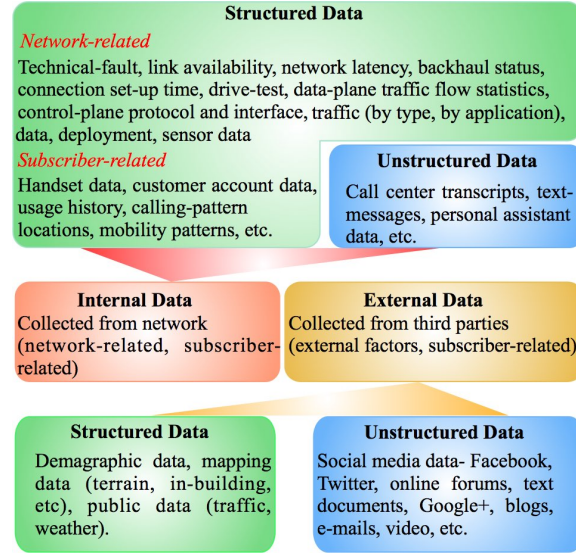 Structured Data
Network-related
Technical-fault, link availability, network latency, backhaul status,
connection set-up time, drive-test, data-plane traffic flow statistics,
control-plane protocol and interface, traffic (by type, by application),
data, deployment, sensor data
Subscriber-related
Handset data, customer account data,
usage history, calling-pattern
locations, mobility patterns, etc.
Unstructured Data
Call center transcripts, text-
messages, personal assistant
data, etc.
Internal Data
Collected from network
(network-related, subscriber-
related)
External Data
Collected from third parties
(external factors, subscriber-related)
Structured Data
Demagraphic data, mapping
data (terrain, in-building,
etc), public data (traffic,
weather).
Unstructured Data
Social media data- Facebook,
Twitter, online forums, text
documents, Google+, blogs,
e-mails, video, etc.